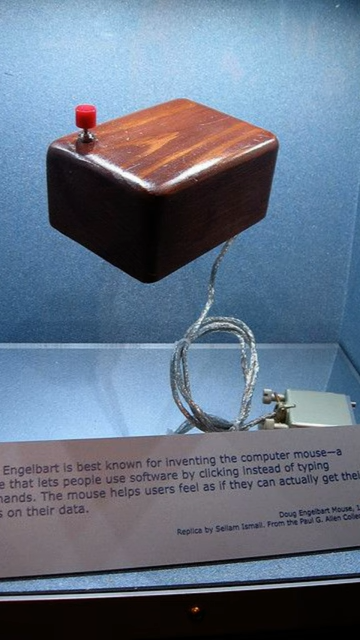 Engelbart is best known for inventing the computer mouse—a
e that lets people use software by clicking instead of typing
nands. The mouse helps users feel as if they can actually get thei
s on their data.
Doug Engelbart Mouse, 1
Replica by Sellam Ismail. From the Paul G. Allen Collec